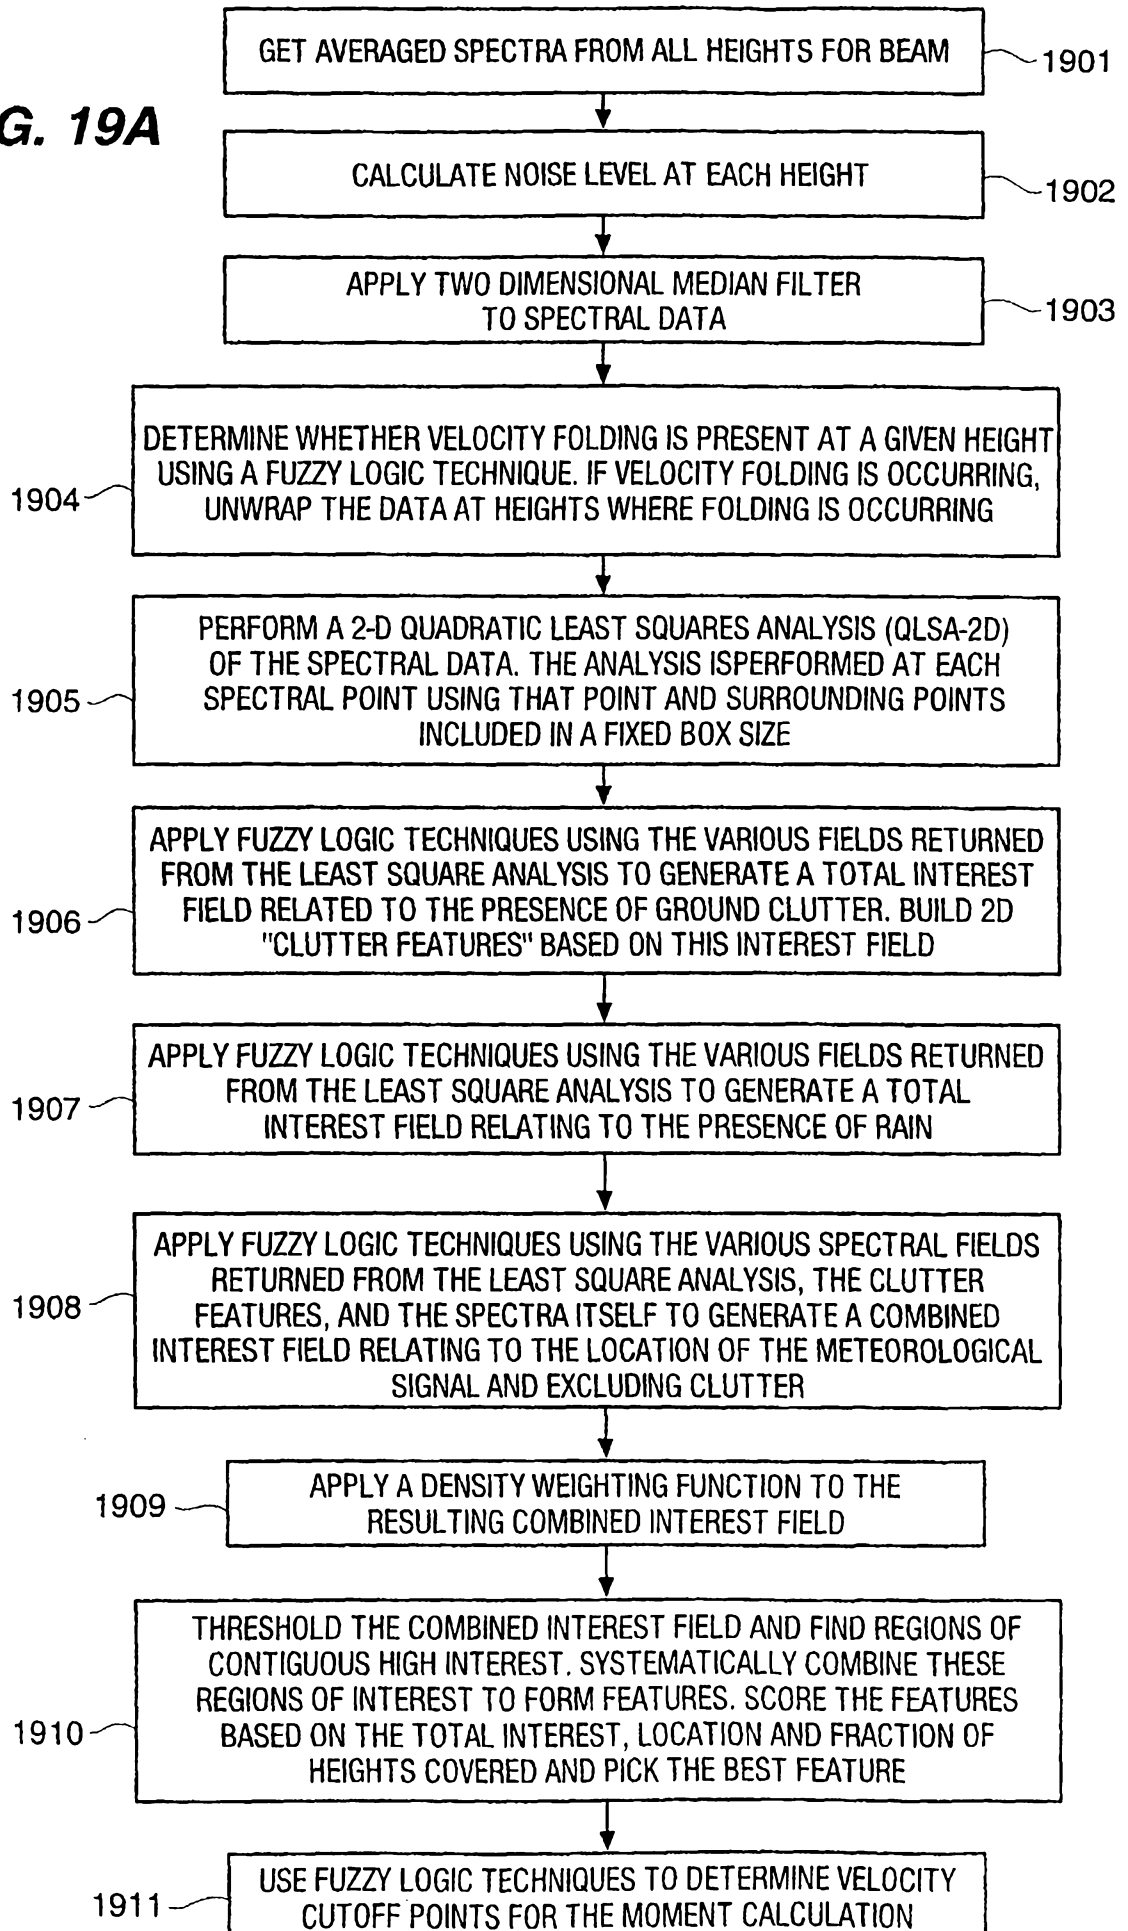 GET AVERAGED SPECTRA FROM ALL HEIGHTS FOR BEAM
1901
G. 19A
CALCULATE NOISE LEVEL AT EACH HEIGHT
1902
APPLY TWO DIMENSIONAL MEDIAN FILTER
TO SPECTRAL DATA
1903
DETERMINE WHETHER VELOCITY FOLDING IS PRESENT AT A GIVEN HEIGHT
USING A FUZZY LOGIC TECHNIQUE. IF VELOCITY FOLDING IS OCCURRING,
UNWRAP THE DATA AT HEIGHTS WHERE FOLDING IS OCCURRING
1904
PERFORM A 2-D QUADRATIC LEAST SQUARES ANALYSIS (QLSA-2D)
OF THE SPECTRAL DATA. THE ANALYSIS ISPERFORMED AT EACH
SPECTRAL POINT USING THAT POINT AND SURROUNDING POINTS
INCLUDED IN A FIXED BOX SIZE
1905
APPLY FUZZY LOGIC TECHNIQUES USING THE VARIOUS FIELDS RETURNED
FROM THE LEAST SQUARE ANALYSIS TO GENERATE A TOTAL INTEREST
FIELD RELATED TO THE PRESENCE OF GROUND CLUTTER. BUILD 2D
"CLUTTER FEATURES" BASED ON THIS INTEREST FIELD
1906
APPLY FUZZY LOGIC TECHNIQUES USING THE VARIOUS FIELDS RETURNED
FROM THE LEAST SQUARE ANALYSIS TO GENERATE A TOTAL
INTEREST FIELD RELATING TO THE PRESENCE OF RAIN
1907
APPLY FUZZY LOGIC TECHNIQUES USING THE VARIOUS SPECTRAL FIELDS
RETURNED FROM THE LEAST SQUARE ANALYSIS, THE CLUTTER
FEATURES, AND THE SPECTRA ITSELF TO GENERATE A COMBINED
INTEREST FIELD RELATING TO THE LOCATION OF THE METEOROLOGICAL
SIGNAL AND EXCLUDING CLUTTER
1908
APPLY A DENSITY WEIGHTING FUNCTION TO THE
RESULTING COMBINED INTEREST FIELD
1909
THRESHOLD THE COMBINED INTEREST FIELD AND FIND REGIONS OF
CONTIGUOUS HIGH INTEREST. SYSTEMATICALLY COMBINE THESE
REGIONS OF INTEREST TO FORM FEATURES. SCORE THE FEATURES
BASED ON THE TOTAL INTEREST, LOCATION AND FRACTION OF
HEIGHTS COVERED AND PICK THE BEST FEATURE
1910
USE FUZZY LOGIC TECHNIQUES TO DETERMINE VELOCITY
CUTOFF POINTS FOR THE MOMENT CALCULATION
1911